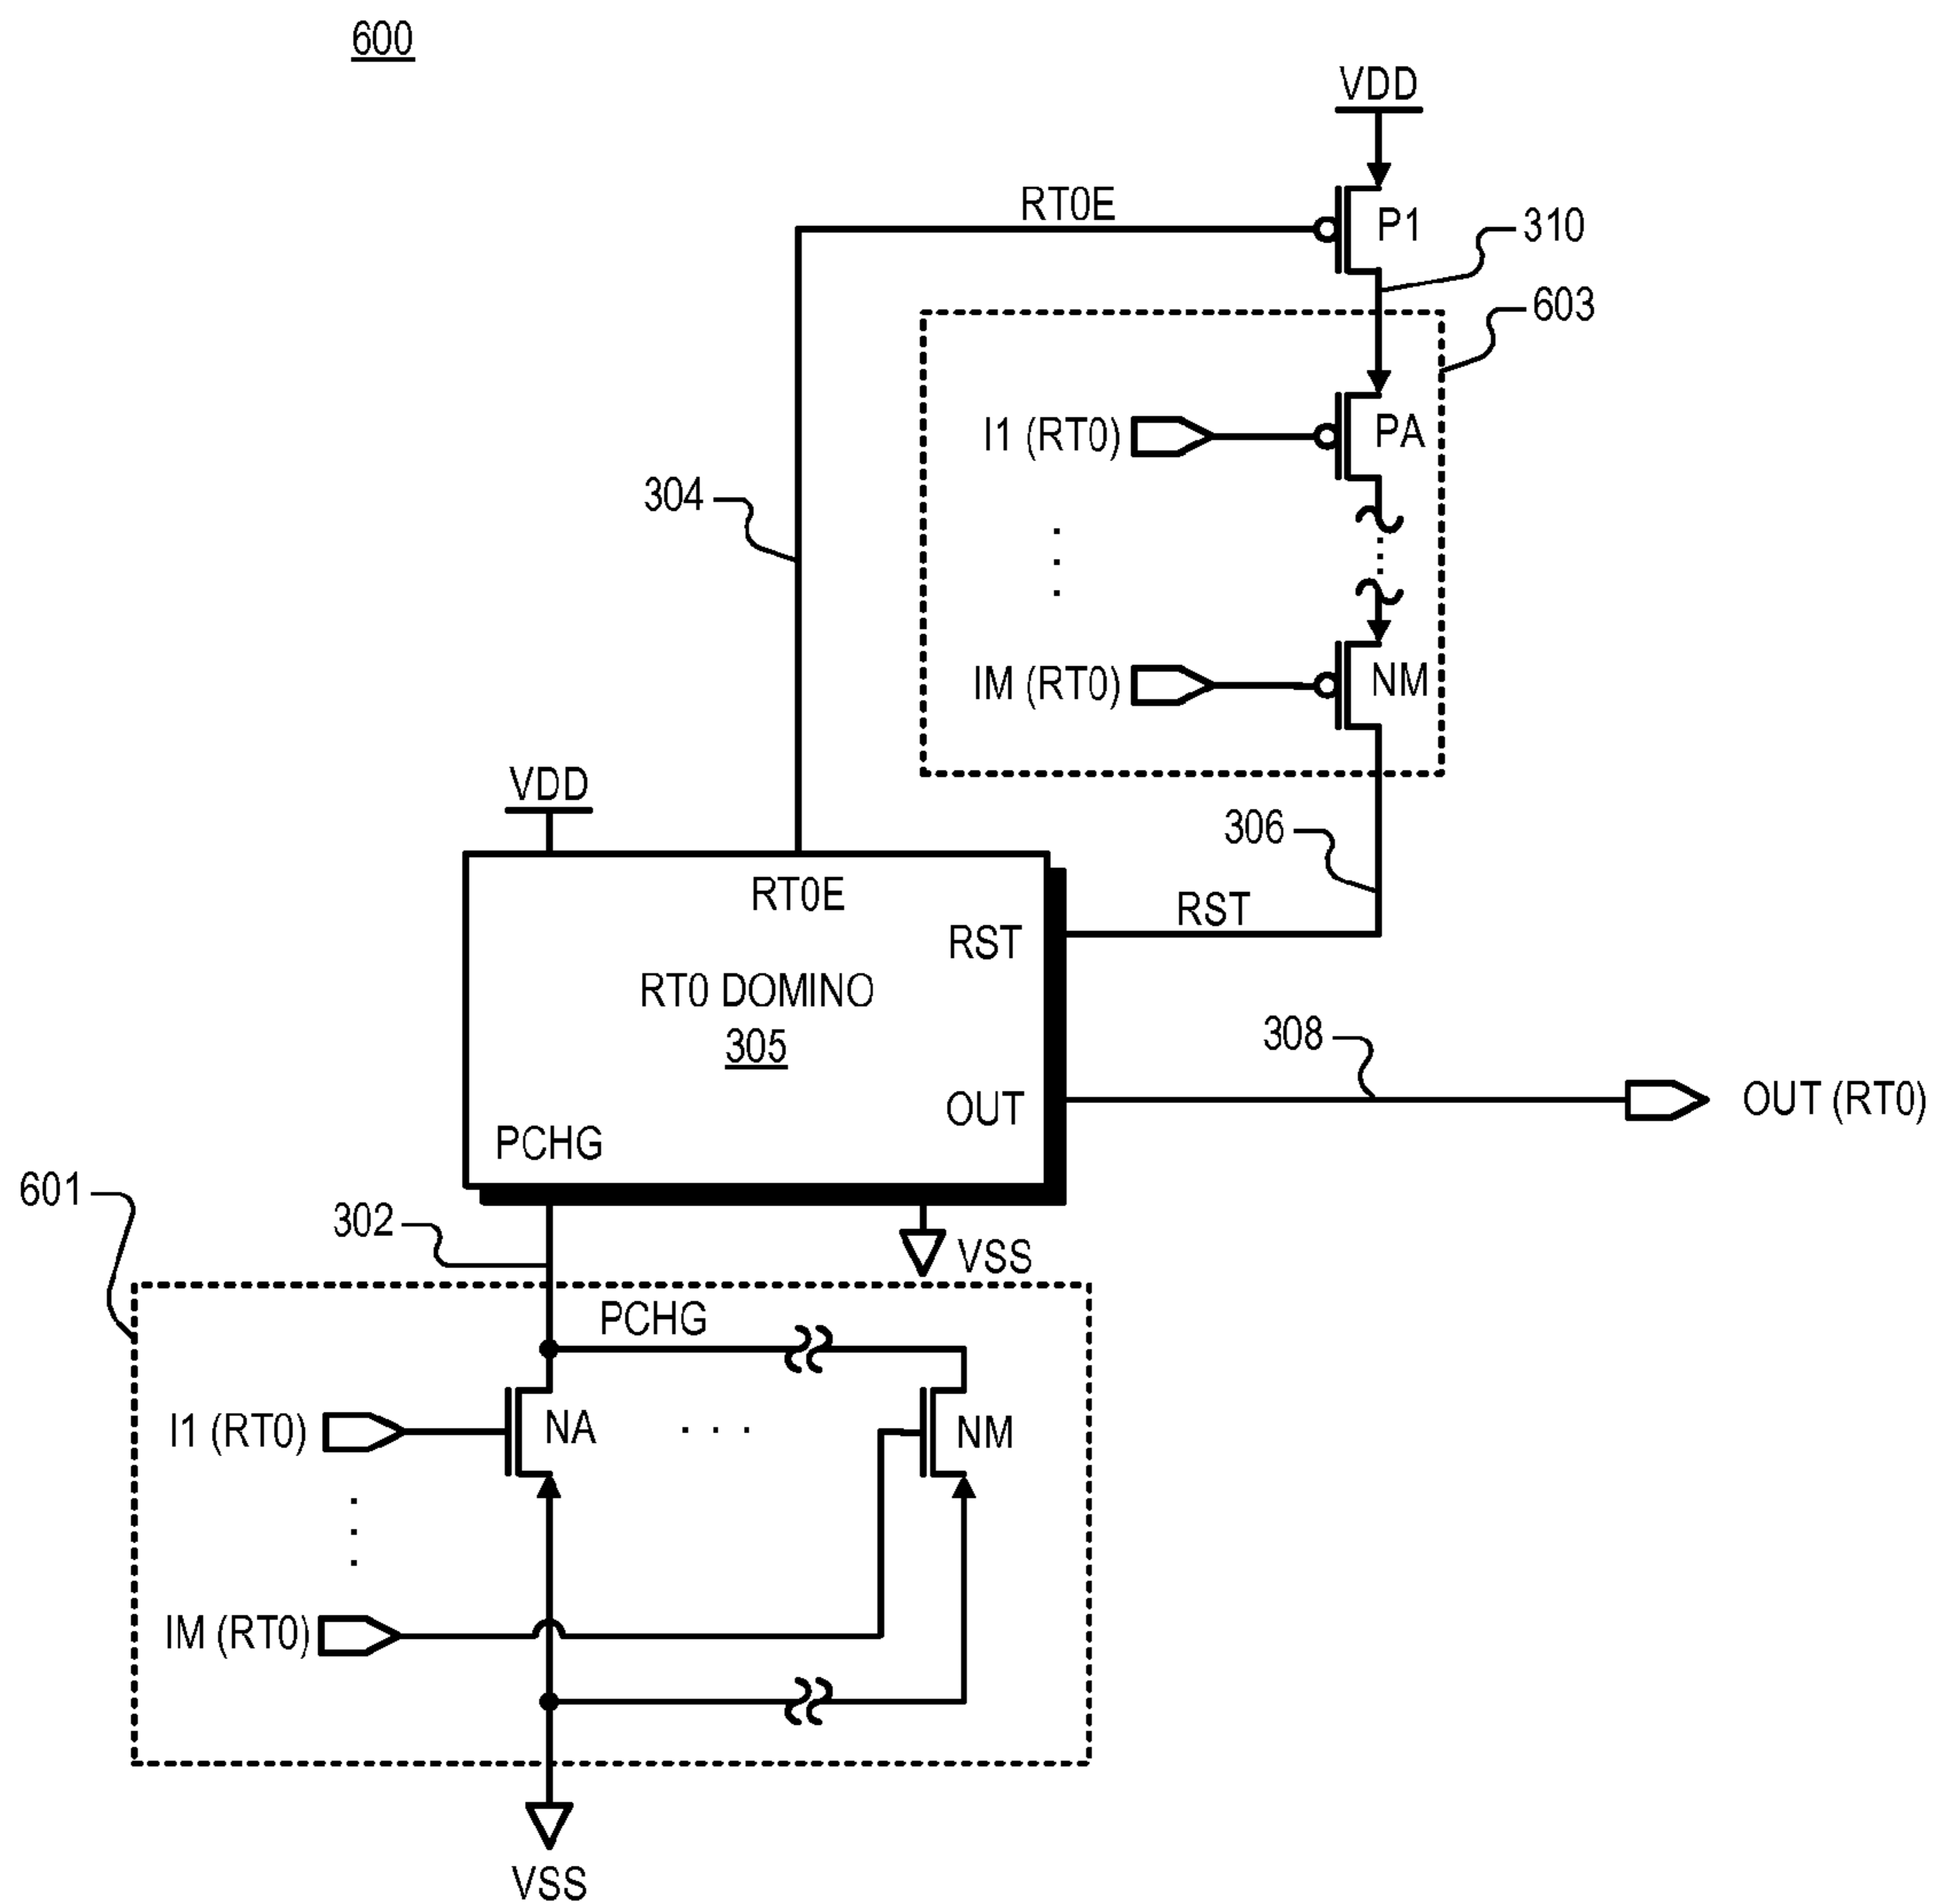 600
VDD
RT0E
P1
310
603
I1 (RT0)
PA
304
IM (RT0)
NM
VDD
306
RT0E
RST
RST
RT0 DOMINO
305
308
OUT
OUT (RT0)
PCHG
601
302
VSS
PCHG
I1 (RT0)
NA
NM
IM (RT0)
VSS